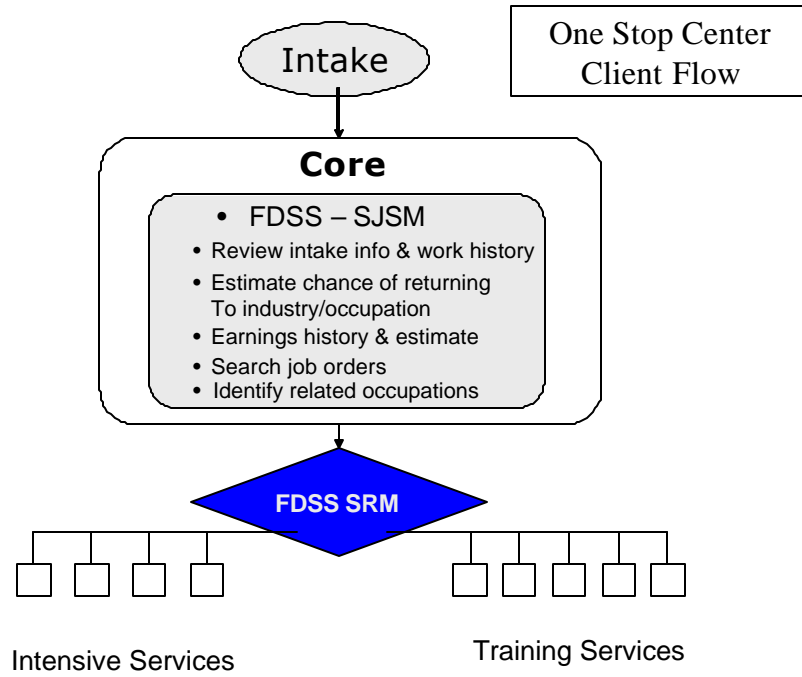 One Stop Center
Client Flow
Intake
Core
• FDSS – SJSM
• Review intake info & work history
• Estimate chance of returning
To industry/occupation
• Earnings history & estimate
• Search job orders
• Identify related occupations
FDSS SRM
Intensive Services
Training Services